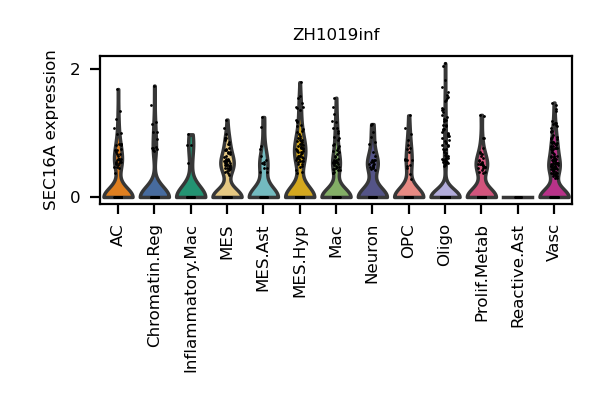 ZH1019inf
SEC16A expression
2
0
AC
Chromatin.Reg
Inflammatory.Mac
MES
MES.Ast
MES.Hyp
Mac
Neuron
OPC
Oligo
Prolif.Metab
Reactive.Ast
Vasc